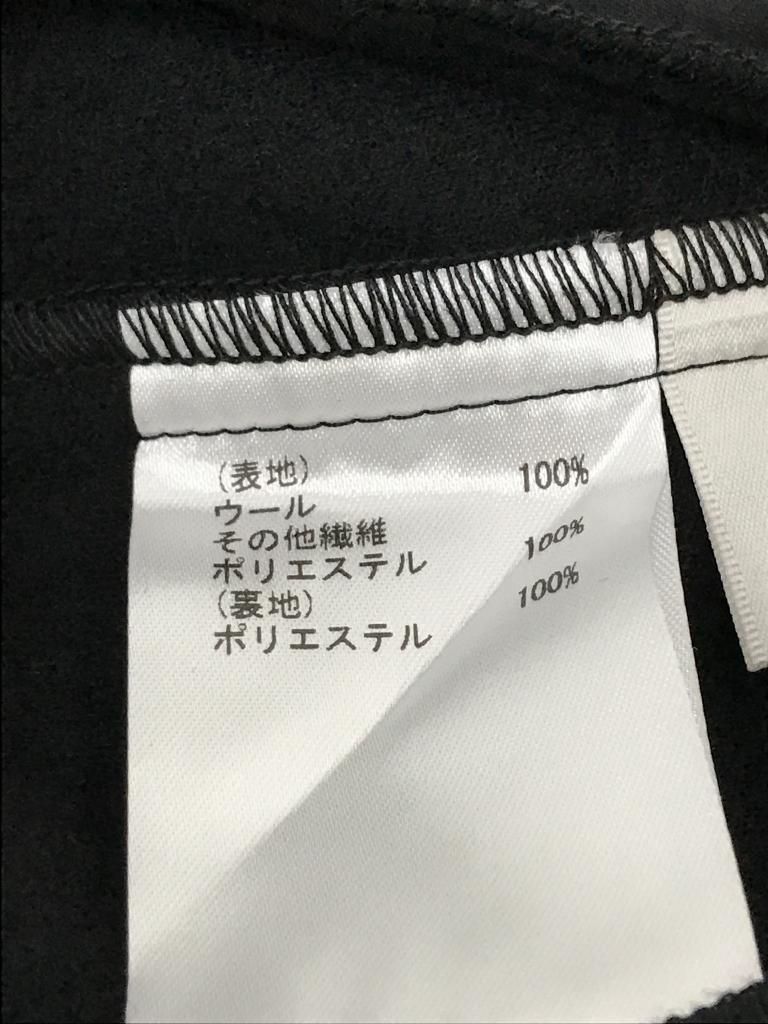 (表地)
ウール 100%
その他繊維
ポリエステル 100%
(裏地)
ポリエステル 100%